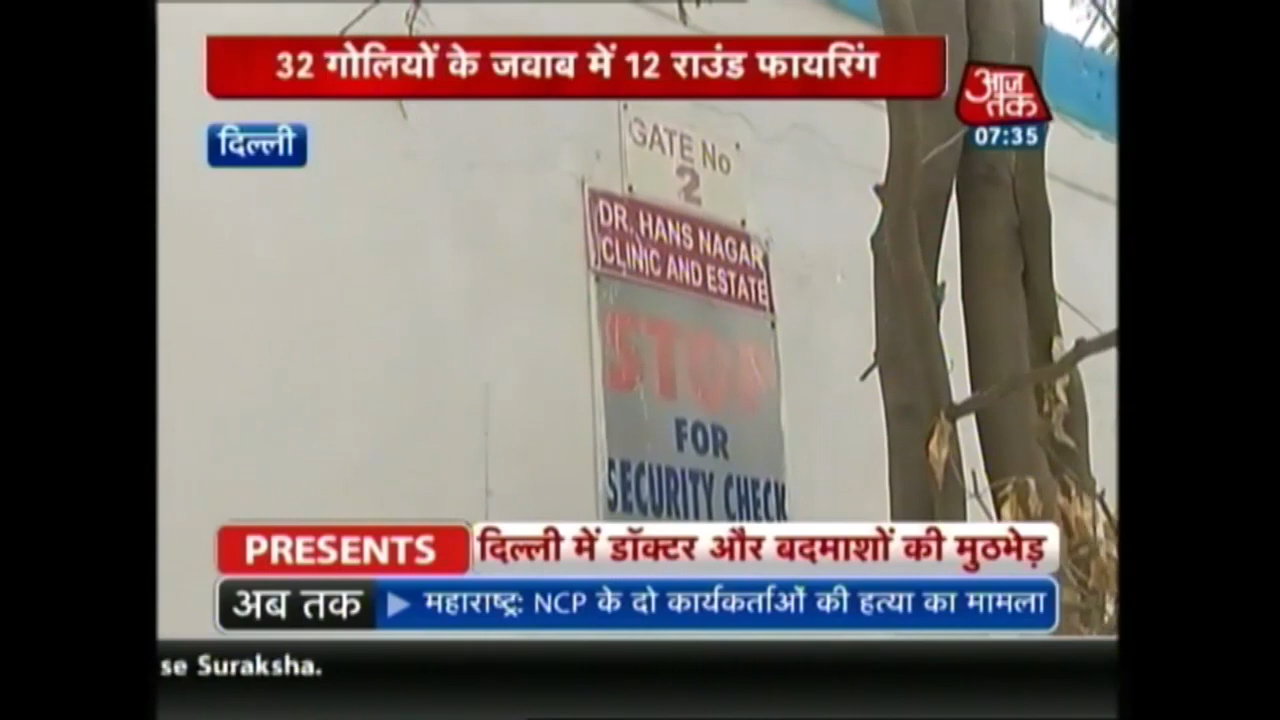 32 गोलियों के जवाब में 12 राउंड फायरिंग
आज
तक
07:35
दिल्ली
GATE No
2
DR. HANS NAGAR
CLINIC AND ESTATE
STOP
FOR
SECURITY CHECK
PRESENTS
दिल्ली में डॉक्टर और बदमाशों की मुठभेड़
अब तक
महाराष्ट्र: NCP के दो कार्यकर्ताओं की हत्या का मामला
se Suraksha.